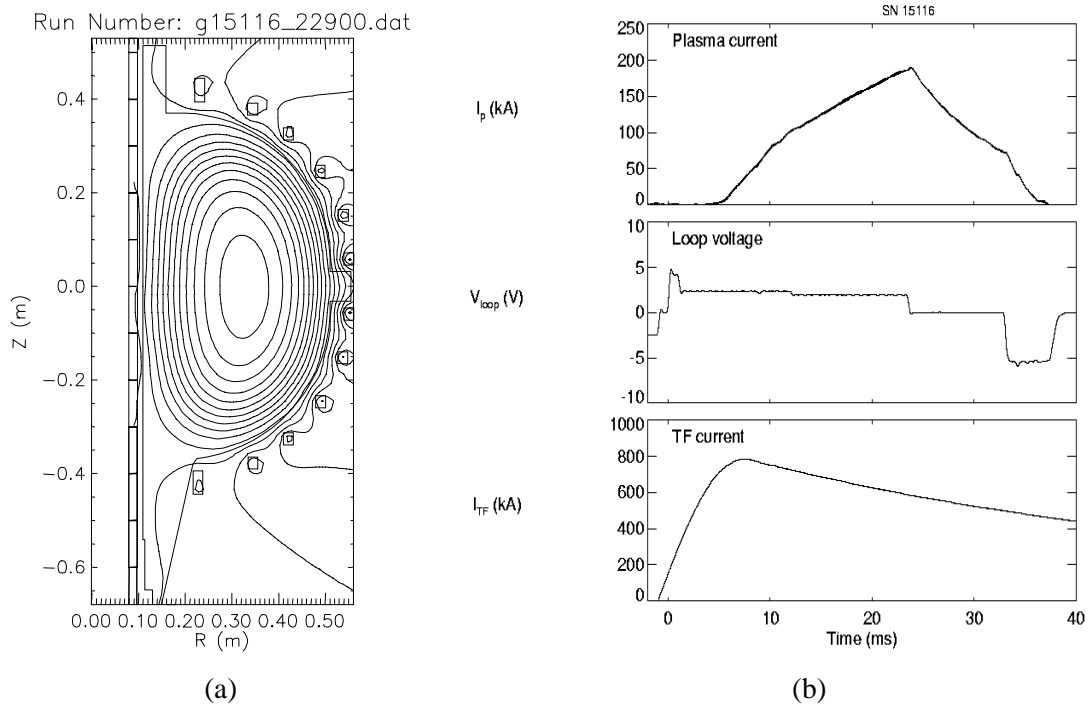 Run Number: g15116_22900.dat
0.4
0.2
0.0
−0.2
−0.4
−0.6
Z (m)
0.00 0.10 0.20 0.30 0.40 0.50
R (m)
(a)
SN 15116
Plasma current
250
200
150
100
50
0
I_p (kA)
Loop voltage
10
5
0
-5
-10
V_loop (V)
TF current
1000
800
600
400
200
0
I_TF (kA)
0 10 20 30 40
Time (ms)
(b)